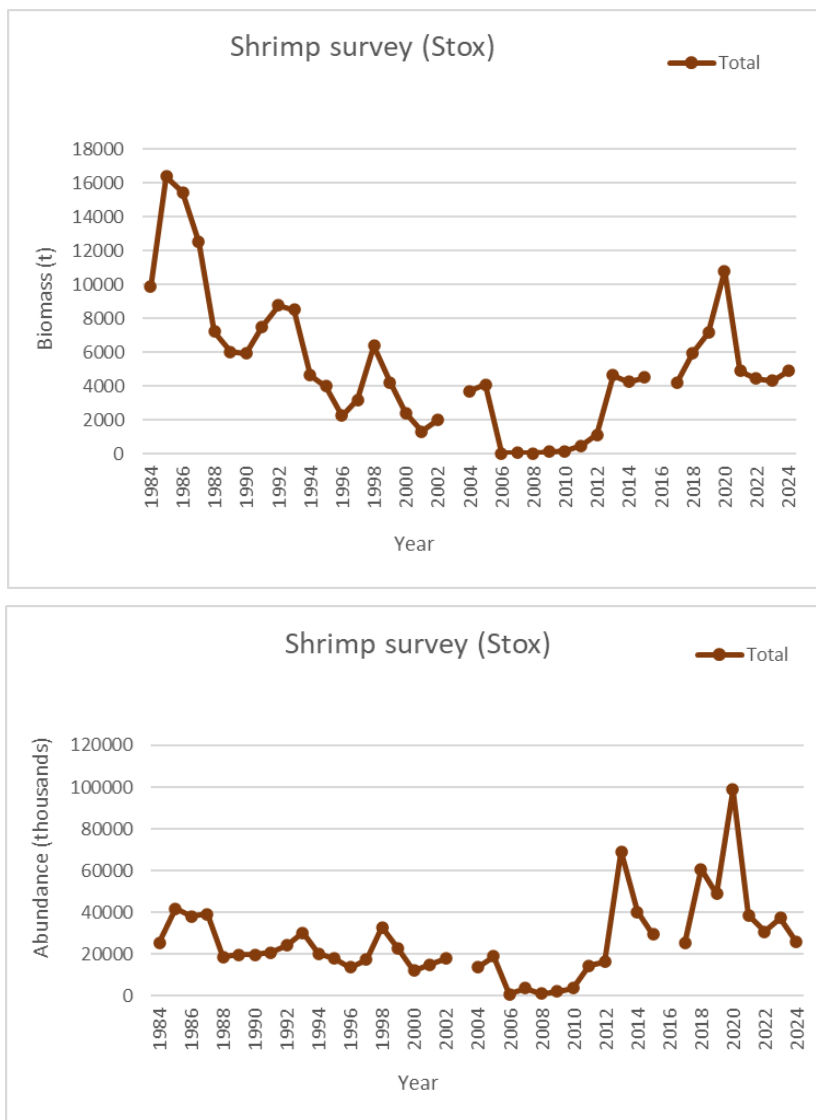 Shrimp survey (Stox)
Total
18000
16000
14000
12000
10000
8000
6000
4000
2000
0
Biomass (t)
1984 1986 1988 1990 1992 1994 1996 1998 2000 2002 2004 2006 2008 2010 2012 2014 2016 2018 2020 2022 2024
Year
Shrimp survey (Stox)
Total
120000
100000
80000
60000
40000
20000
0
Abundance (thousands)
1984 1986 1988 1990 1992 1994 1996 1998 2000 2002 2004 2006 2008 2010 2012 2014 2016 2018 2020 2022 2024
Year